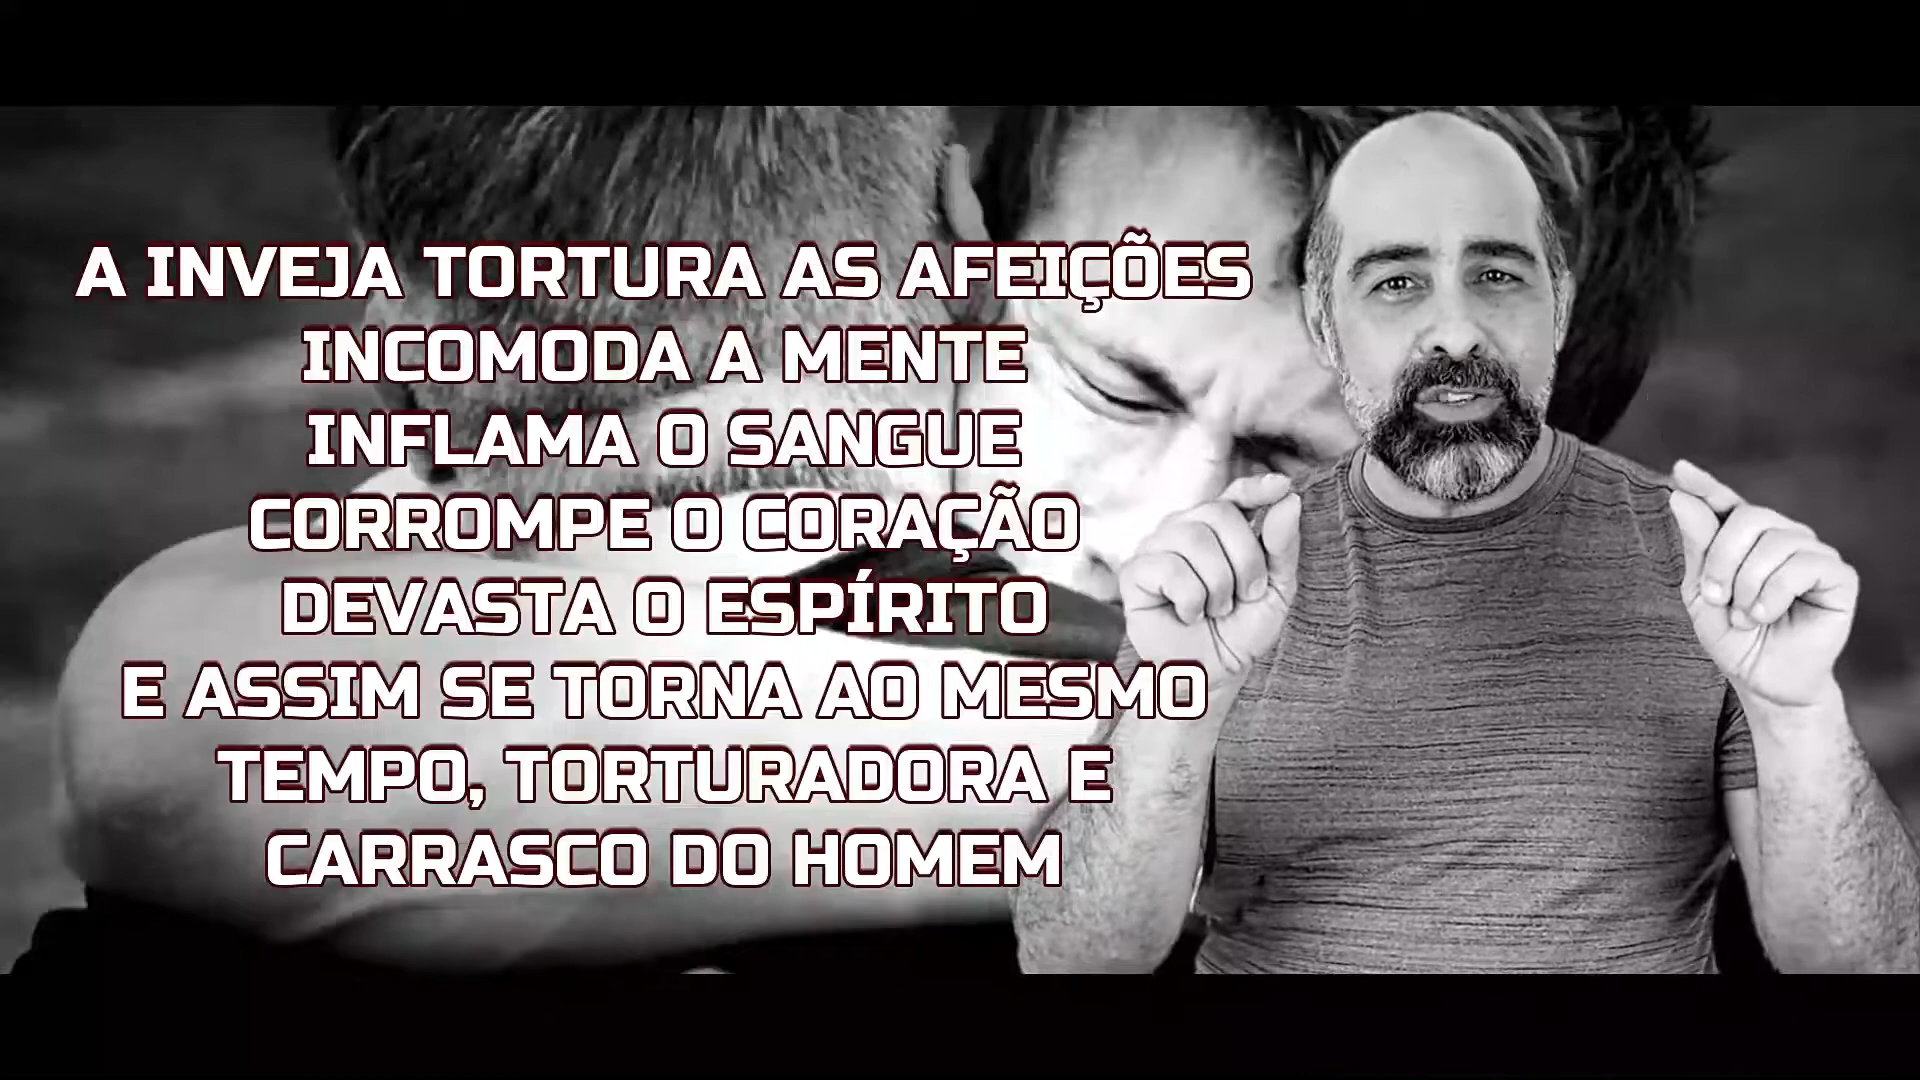 A INVEJA TORTURA AS AFEIÇÕES
INCOMODA A MENTE
INFLAMA O SANGUE
CORROMPE O CORAÇÃO
DEVASTA O ESPÍRITO
E ASSIM SE TORNA AO MESMO
TEMPO, TORTURADORA E
CARRASCO DO HOMEM